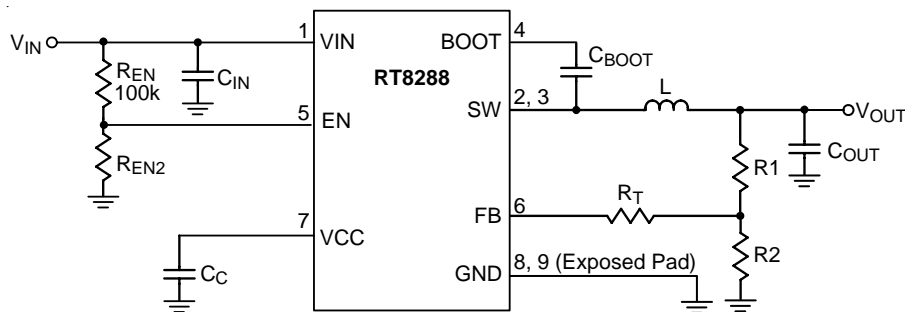 VIN
REN
100k
REN2
CIN
1
VIN
5
EN
7
VCC
CC
RT8288
BOOT
4
CBOOT
SW
2, 3
L
VOUT
COUT
R1
RT
FB
6
R2
GND
8, 9 (Exposed Pad)